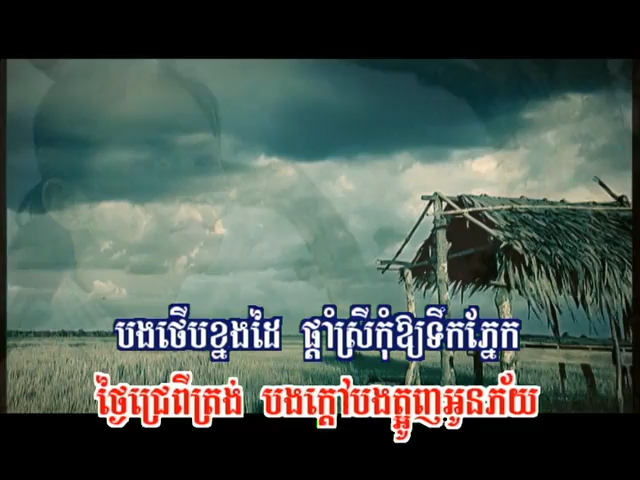 បងថើបខ្នងដៃ ផ្ដាំស្រីកុំឱ្យទឹកភ្នែក
ថ្ងៃជ្រេពីត្រង់ បងក្ដៅបងត្អូញអូនភ័យ